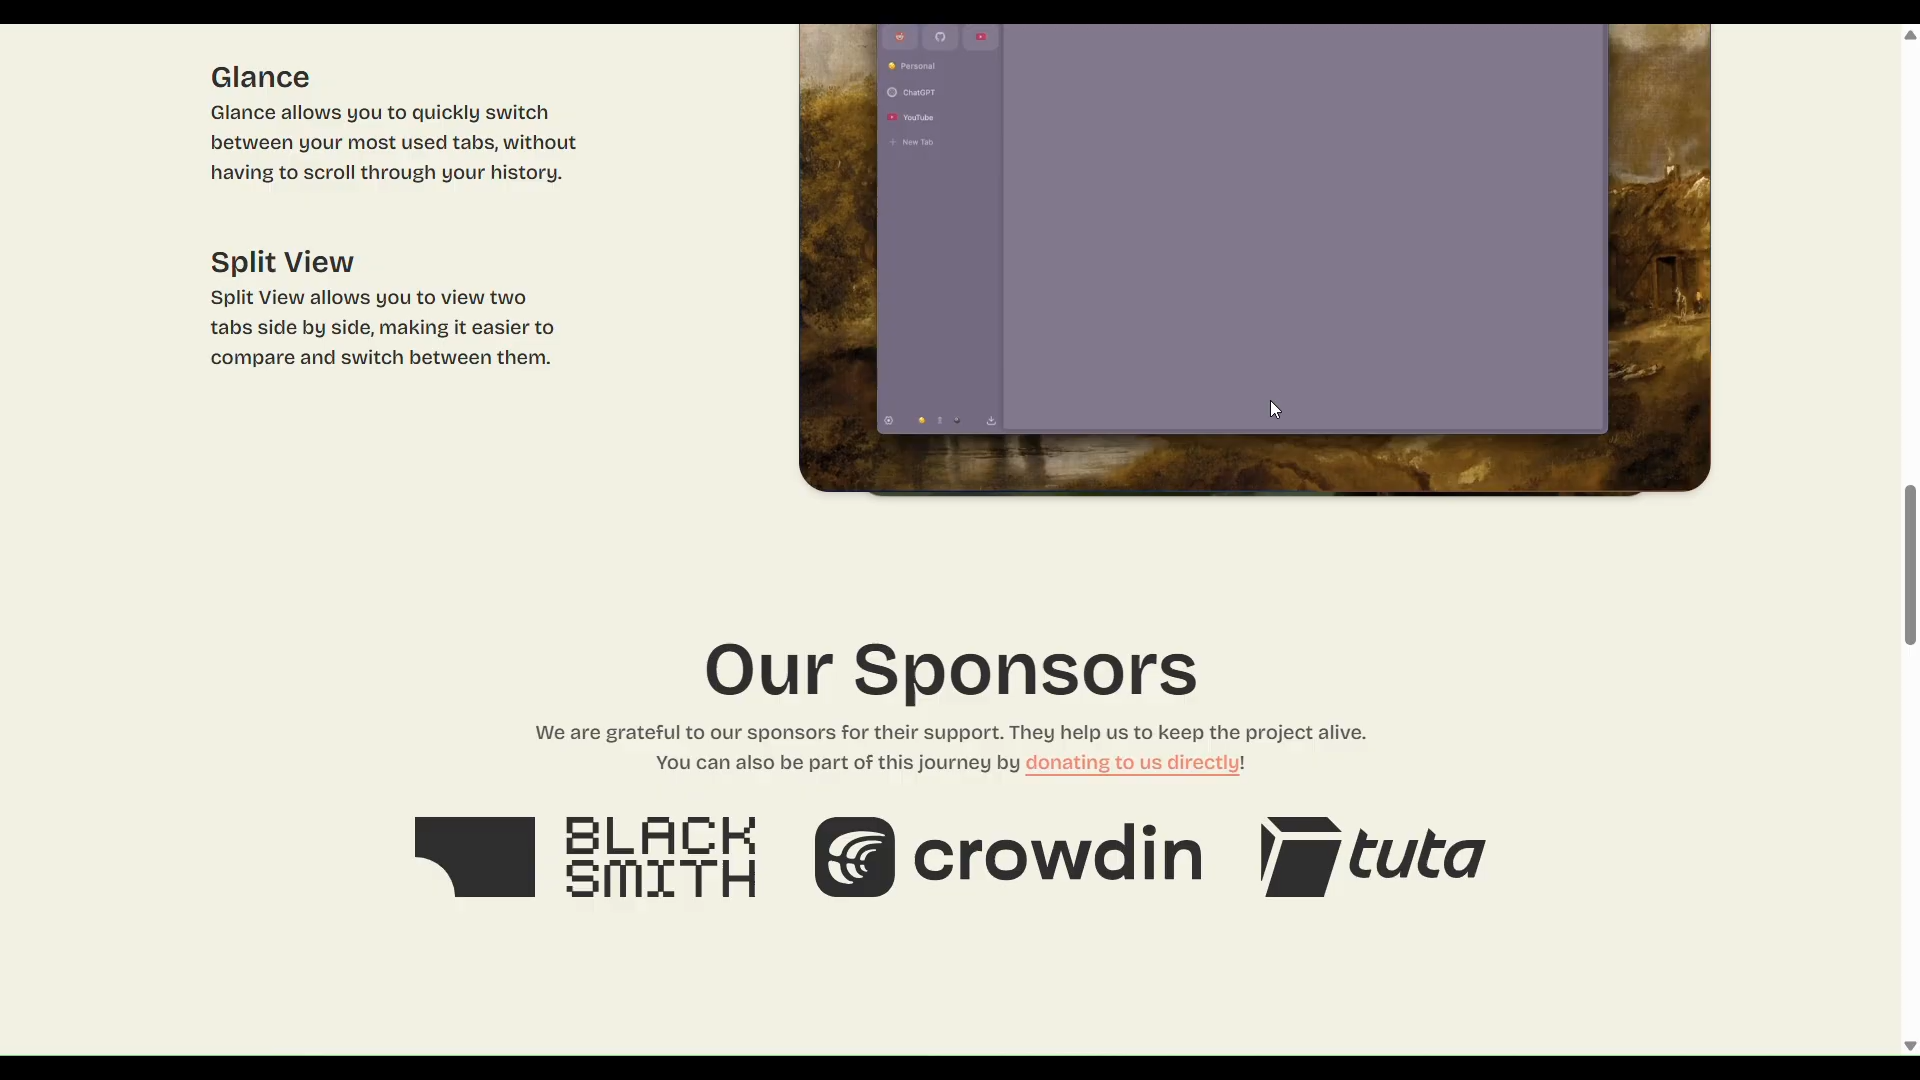 Glance
Glance allows you to quickly switch
between your most used tabs, without
having to scroll through your history.
Split View
Split View allows you to view two
tabs side by side, making it easier to
compare and switch between them.
Personal
ChatGPT
YouTube
+ New Tab
Our Sponsors
We are grateful to our sponsors for their support. They help us to keep the project alive.
You can also be part of this journey by donating to us directly!
BLACK
SMITH
crowdin
tuta